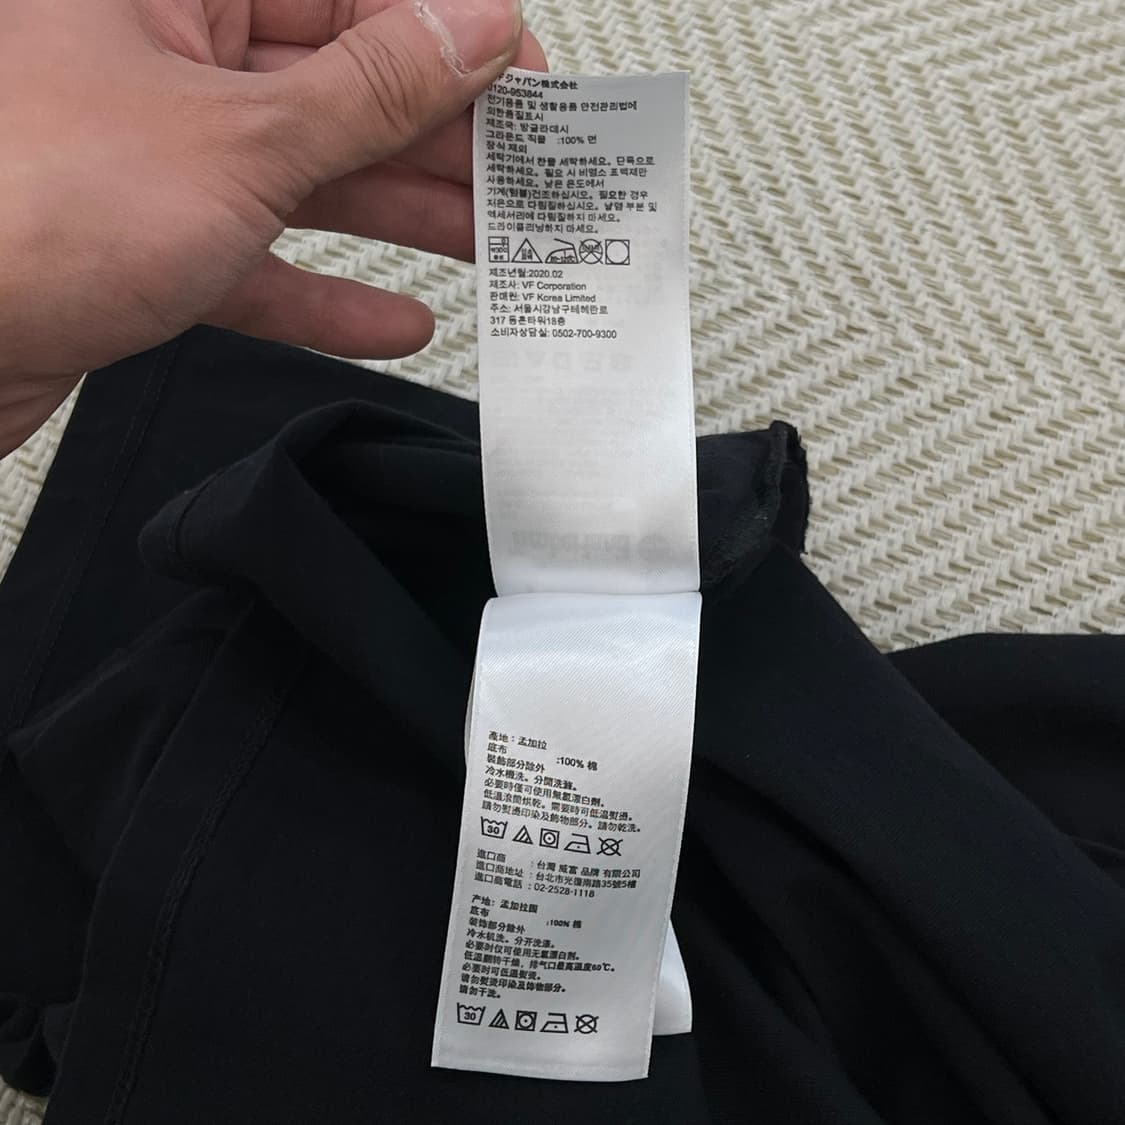 Fジャパン株式会社
0120-953844
전기용품 및 생활용품 안전관리법에
의한품질표시
제조국: 방글라데시
그라운드 직물 :100% 면
장식 제외
세탁기에서 찬물 세탁하세요. 단독으로
세탁하세요. 필요 시 비염소 표백제만
사용하세요. 낮은 온도에서
기계(텀블)건조하십시오. 필요한 경우
저온으로 다림질하십시오. 날염 부분 및
액세서리에 다림질하지 마세요.
드라이클리닝하지 마세요.
제조년월:2020.02
제조사: VF Corporation
판매원: VF Korea Limited
주소: 서울시강남구테헤란로
317 동훈타워18층
소비자상담실: 0502-700-9300
產地：孟加拉
底布 :100% 棉
裝飾部分除外
冷水機洗。分開洗滌。
必要時僅可使用無氯漂白劑。
低溫滾筒烘乾。需要時可低溫熨燙。
請勿熨燙印染及飾物部分。請勿乾洗。
30
進口商 ：台灣 威富 品牌 有限公司
進口商地址 ：台北市光復南路35號5樓
進口商電話 ：02-2528-1118
产地：孟加拉国
底布 :100% 棉
装饰部分除外
冷水机洗。分开洗涤。
必要时仅可使用无氯漂白剂。
低温翻转干燥，排气口最高温度60℃。
必要时可低温熨烫。
请勿熨烫印染及饰物部分。
请勿干洗。
30